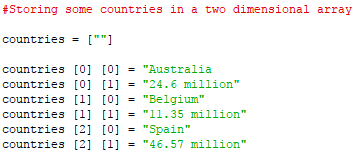 #Storing some countries in a two dimensional array
countries = [""]
countries [0] [0] = "Australia
countries [0] [1] = "24.6 million"
countries [1] [0] = "Belgium"
countries [1] [1] = "11.35 million"
countries [2] [0] = "Spain"
countries [2] [1] = "46.57 million"